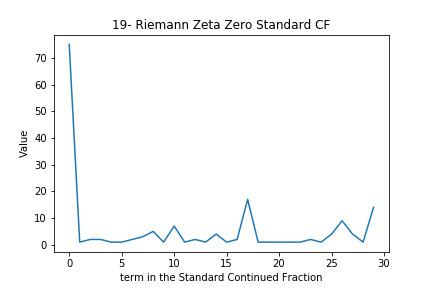 19- Riemann Zeta Zero Standard CF
Value
70
60
50
40
30
20
10
0
0 5 10 15 20 25 30
term in the Standard Continued Fraction